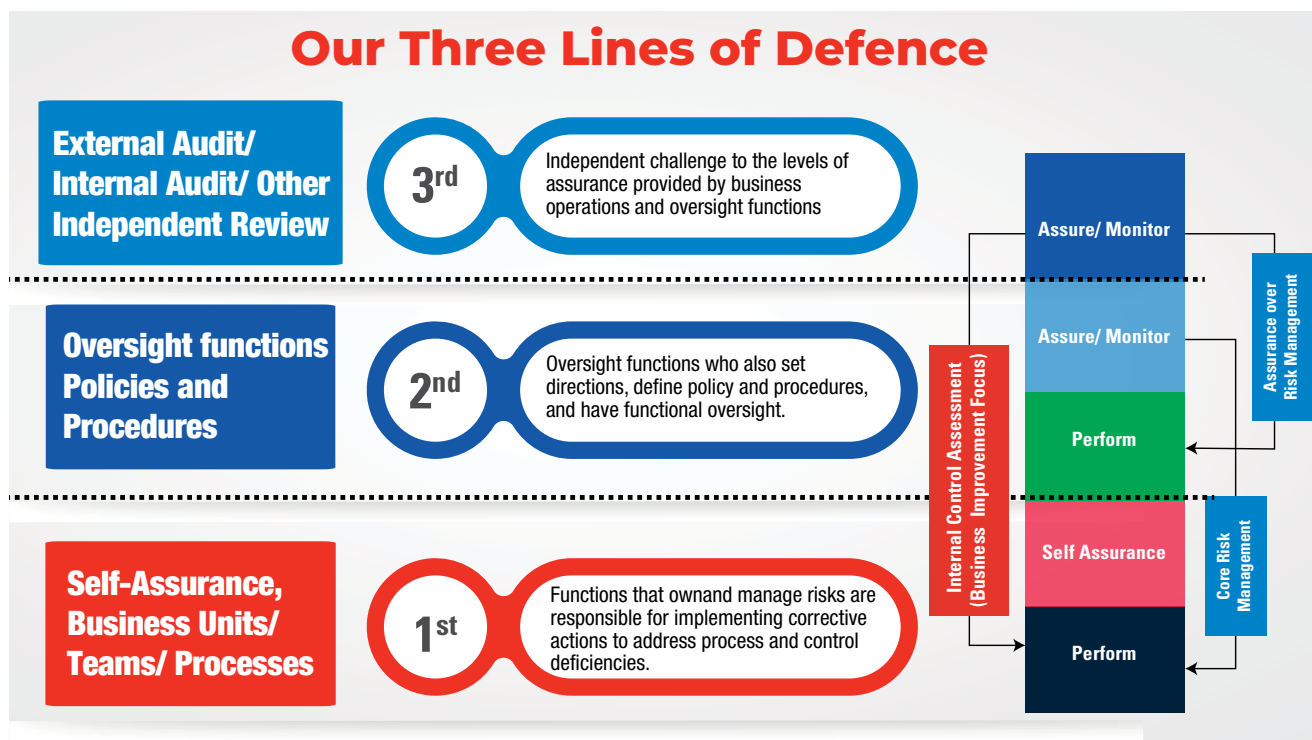 Our Three Lines of Defence
External Audit/
Internal Audit/ Other
Independent Review
3rd
Independent challenge to the levels of
assurance provided by business
operations and oversight functions
Oversight functions
Policies and
Procedures
2nd
Oversight functions who also set
directions, define policy and procedures,
and have functional oversight.
Self-Assurance,
Business Units/
Teams/ Processes
1st
Functions that ownand manage risks are
responsible for implementing corrective
actions to address process and control
deficiencies.
Internal Control Assessment
(Business Improvement Focus)
Assure/ Monitor
Assure/ Monitor
Perform
Self Assurance
Perform
Assurance over
Risk Management
Core Risk
Management